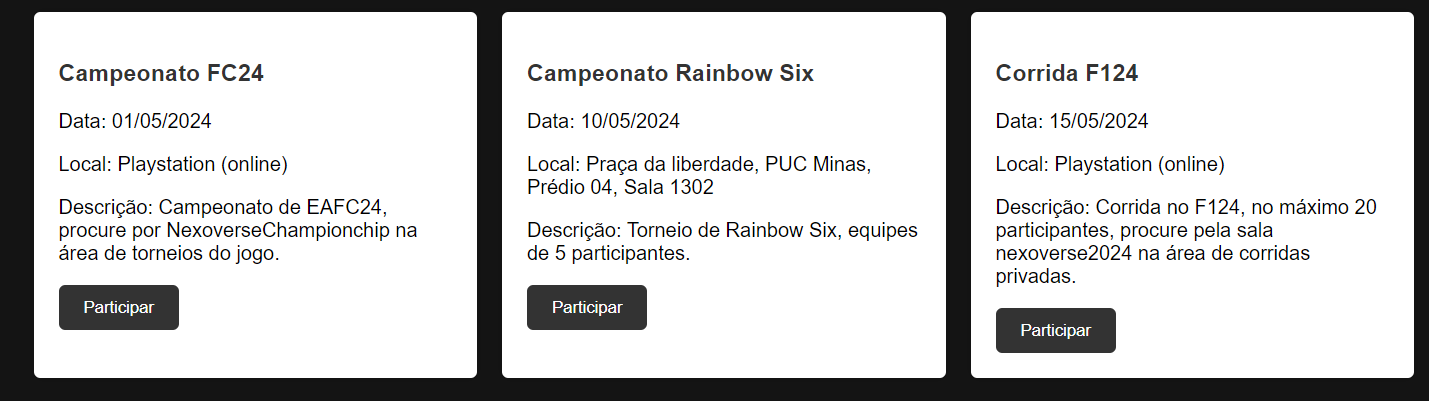 Campeonato FC24
Data: 01/05/2024
Local: Playstation (online)
Descrição: Campeonato de EAFC24,
procure por NexoverseChampionchip na
área de torneios do jogo.
Participar
Campeonato Rainbow Six
Data: 10/05/2024
Local: Praça da liberdade, PUC Minas,
Prédio 04, Sala 1302
Descrição: Torneio de Rainbow Six, equipes
de 5 participantes.
Participar
Corrida F124
Data: 15/05/2024
Local: Playstation (online)
Descrição: Corrida no F124, no máximo 20
participantes, procure pela sala
nexoverse2024 na área de corridas
privadas.
Participar